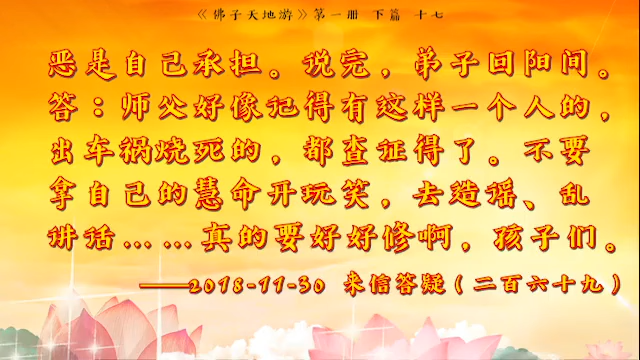 《佛子天地游》第一册 下篇 十七
恶是自己承担。说完，弟子回阳间。
答：师父好像记得有这样一个人的，
出车祸烧死的，都查证得了。不要
拿自己的慧命开玩笑，去造谣、乱
讲话……真的要好好修啊，孩子们。
——2018-11-30 来信答疑（二百六十九）